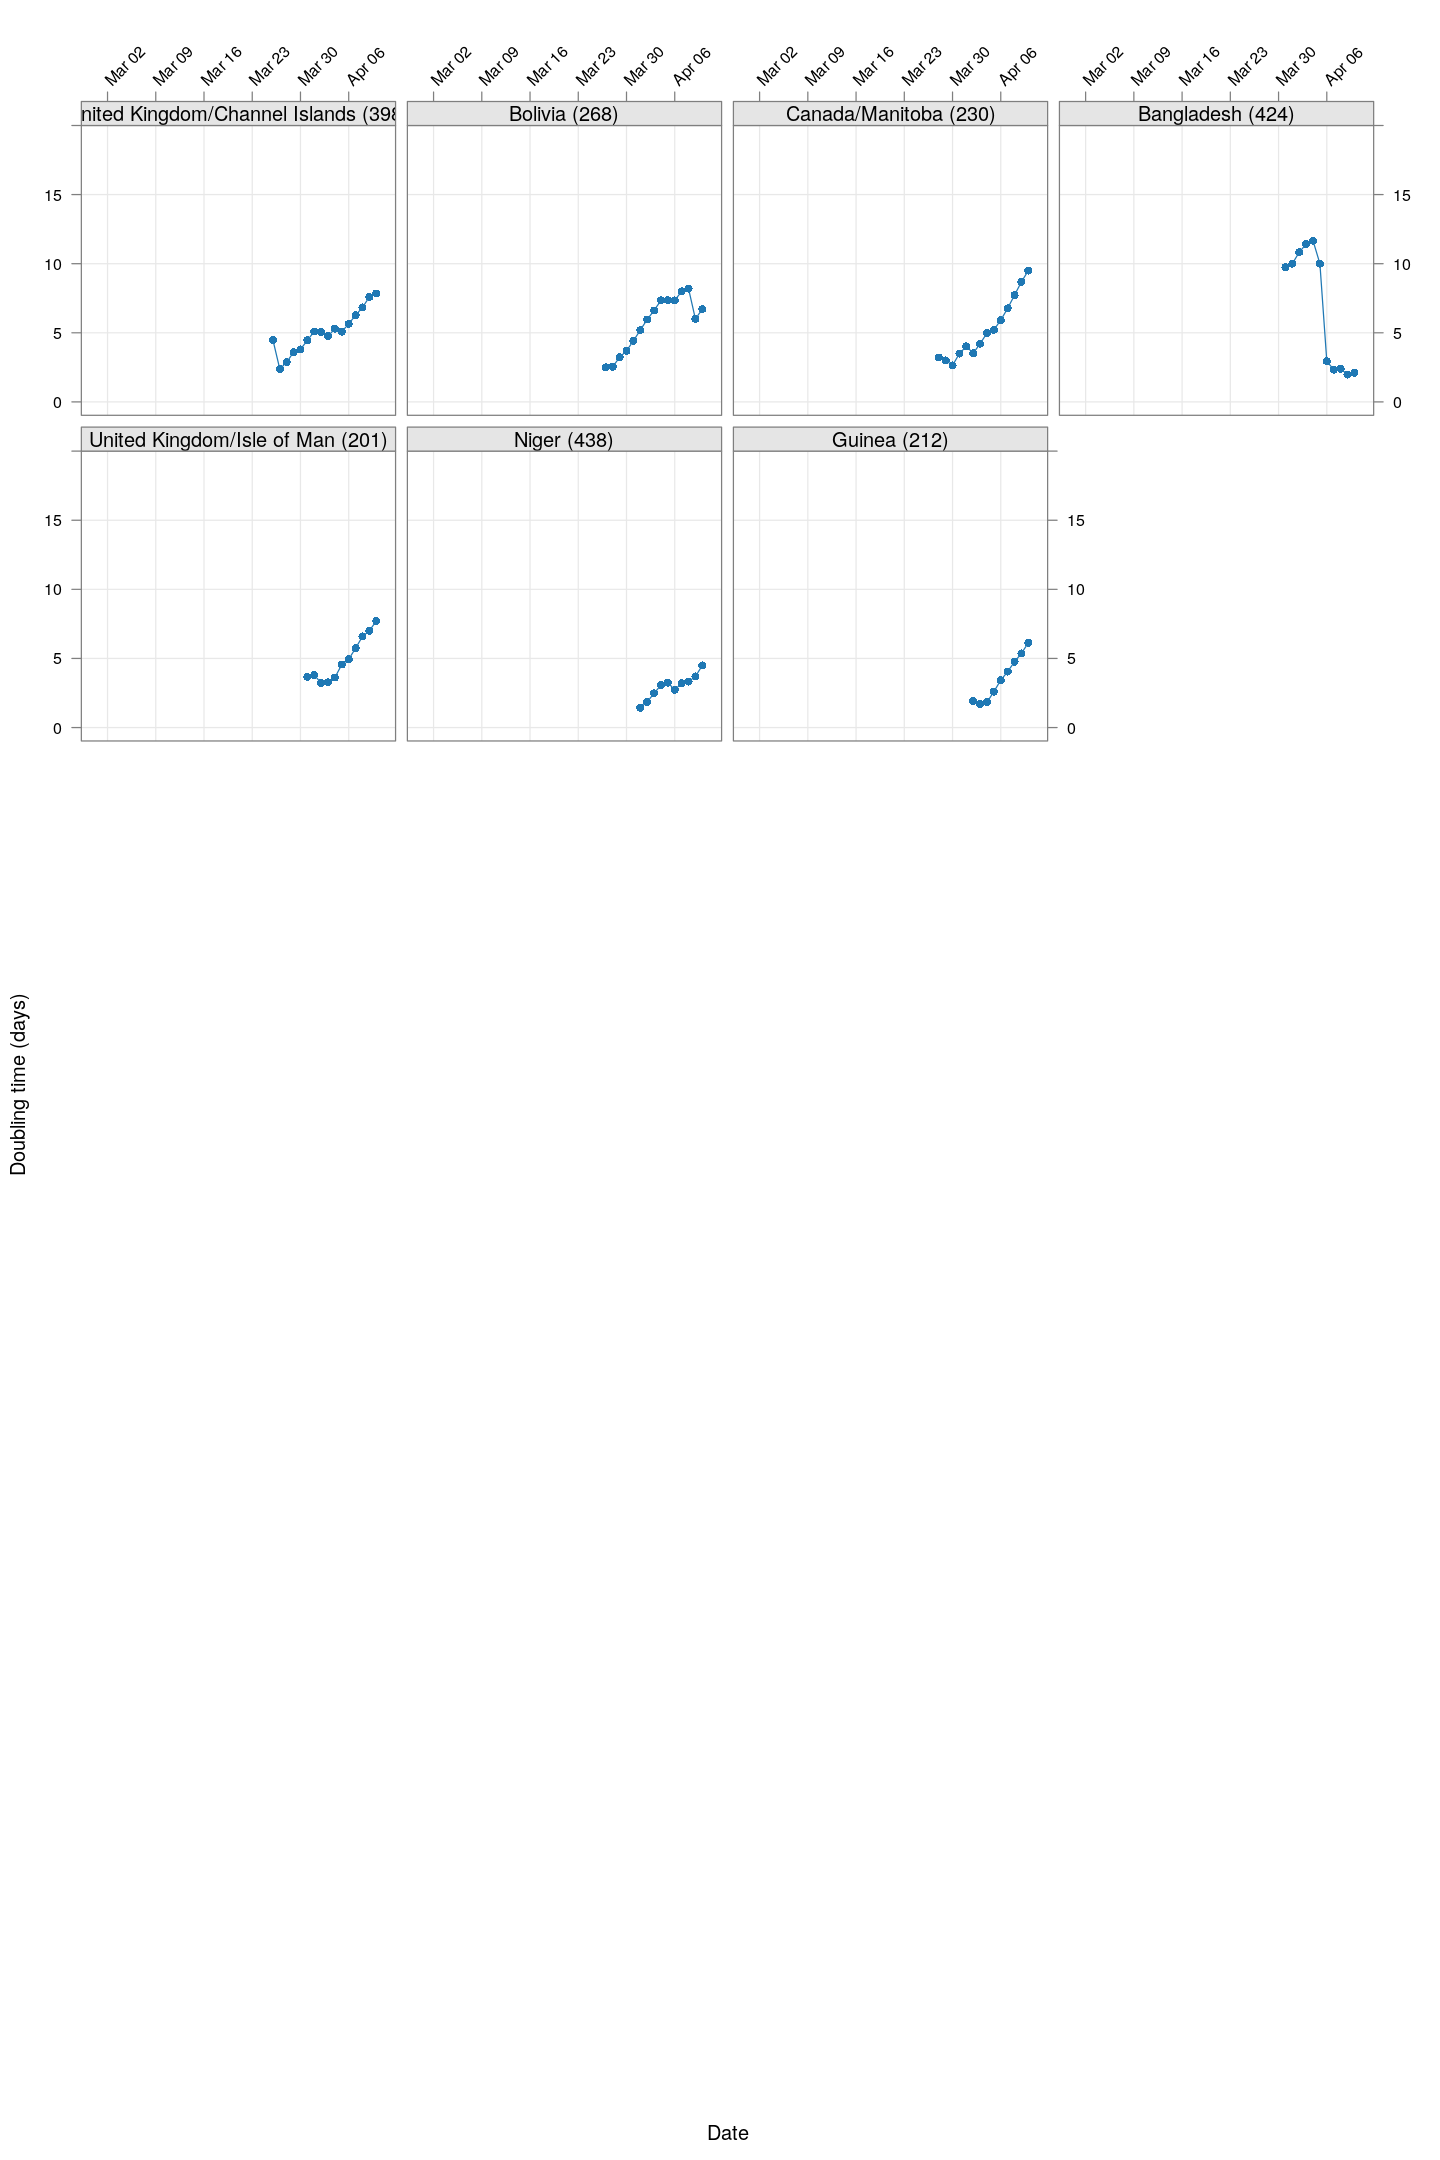 Mar 02 Mar 09 Mar 16 Mar 23 Mar 30 Apr 06 Mar 02 Mar 09 Mar 16 Mar 23 Mar 30 Apr 06 Mar 02 Mar 09 Mar 16 Mar 23 Mar 30 Apr 06 Mar 02 Mar 09 Mar 16 Mar 23 Mar 30 Apr 06
nited Kingdom/Channel Islands (398 Bolivia (268) Canada/Manitoba (230) Bangladesh (424)
15 15
10 10
5 5
0 0
United Kingdom/Isle of Man (201) Niger (438) Guinea (212)
15 15
10 10
5 5
0 0
Doubling time (days)
Date